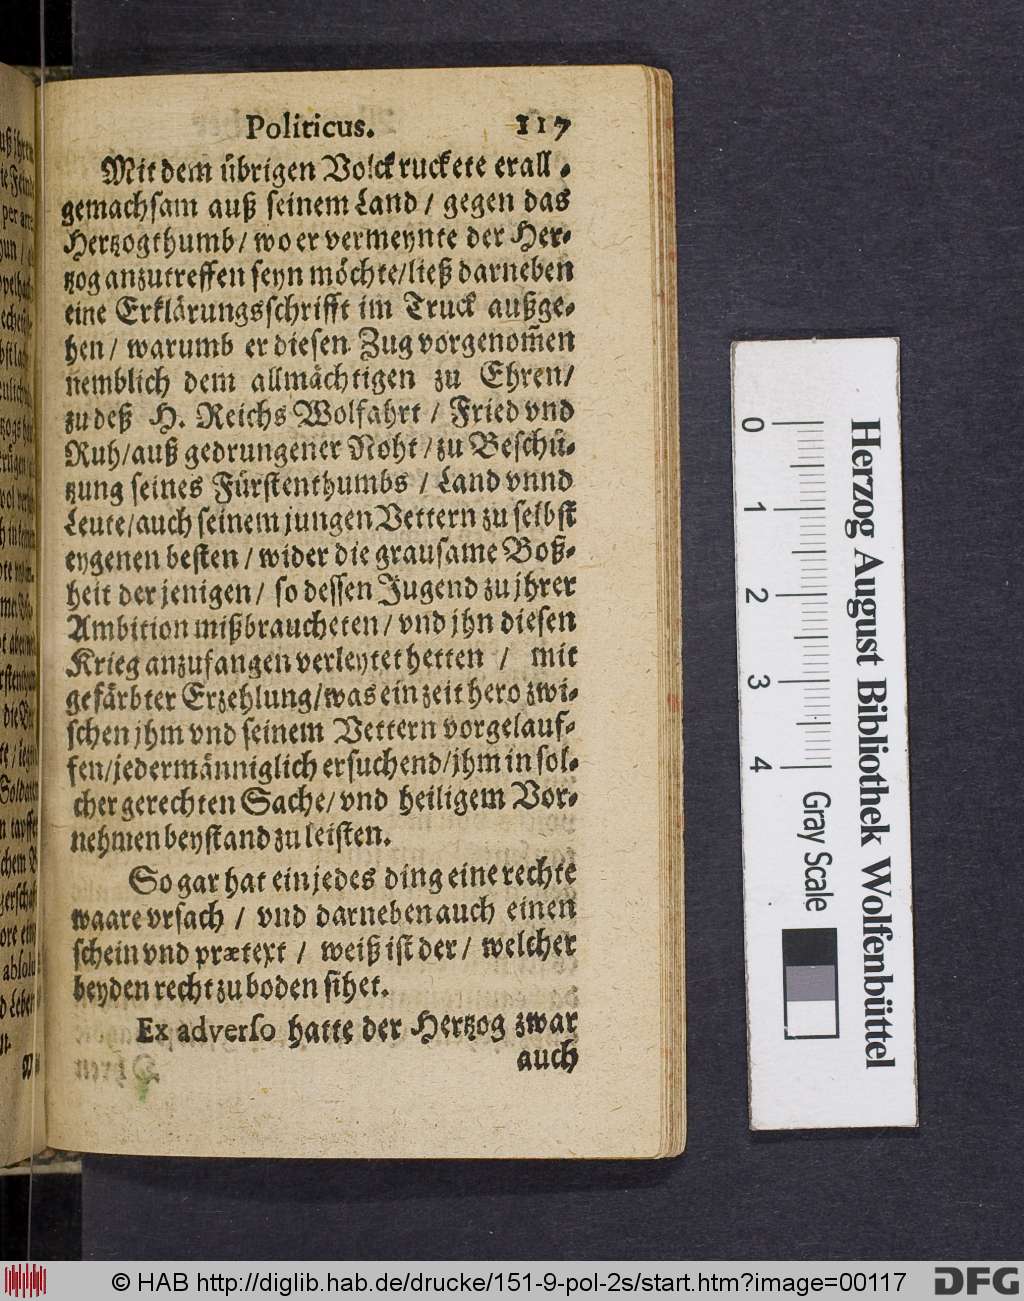 Politicus. 117
Mit dem übrigen Volck ruckete er all-
gemachsam auß seinem Land / gegen das
Hertzogthumb / wo er vermeynte der Her-
tzog anzutreffen seyn möchte / ließ darneben
eine Erklärungsschrifft im Truck außge-
hen / warumb er diesen Zug vorgenom̅en
nemblich dem allmächtigen zu Ehren /
zu deß H. Reichs Wolfahrt / Fried vnd
Ruh / auß gedrungener Noht / zu Beschü-
tzung seines Fürstenthumbs / Land vnnd
Leute / auch seinem jungen Vettern zu selbst
eygenen besten / wider die grausame Boß-
heit der jenigen / so dessen Jugend zu jhrer
Ambition mißbraucheten / vnd jhn diesen
Krieg anzufangen verleytet hetten / mit
gefärbter Erzehlung / was ein zeit hero zwi-
schen jhm vnd seinem Vettern vorgelauf-
fen / jedermänniglich ersuchend / jhm in sol-
cher gerechten Sache / vnd heiligem Vor-
nehmen beystand zu leisten.
So gar hat ein jedes ding eine rechte
waare vrsach / vnd darneben auch einen
schein vnd prætext / weiß ist der / welcher
beyden recht zu boden sihet.
Ex adverso hatte der Hertzog zwar
auch
0 1 2 3 4
Gray Scale
Herzog August Bibliothek Wolfenbüttel
© HAB http://diglib.hab.de/drucke/151-9-pol-2s/start.htm?image=00117
DFG